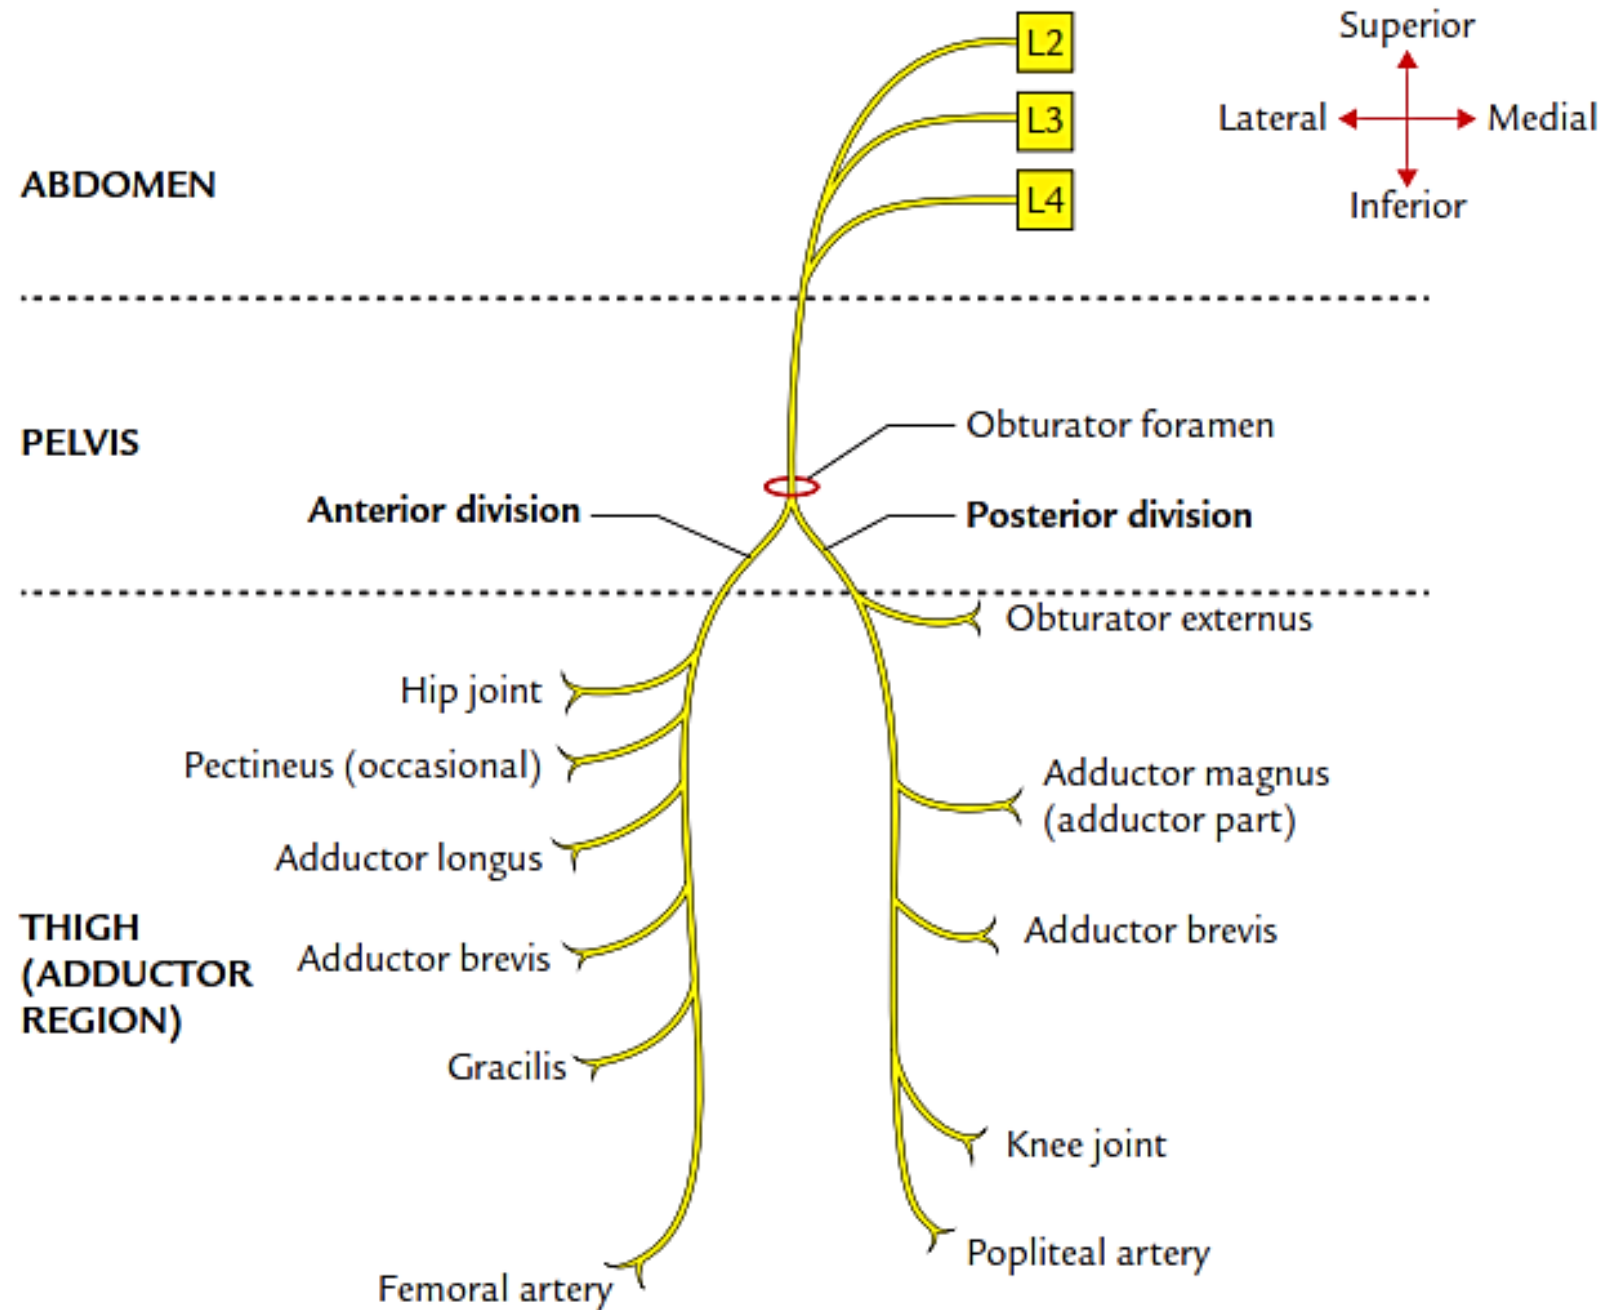 L2
Superior
L3
Lateral
Medial
ABDOMEN
L4
Inferior
PELVIS
Obturator foramen
Anterior division
Posterior division
Obturator externus
Hip joint
Pectineus (occasional)
Adductor magnus
(adductor part)
Adductor longus
THIGH
(ADDUCTOR
REGION)
Adductor brevis
Adductor brevis
Gracilis
Knee joint
Popliteal artery
Femoral artery